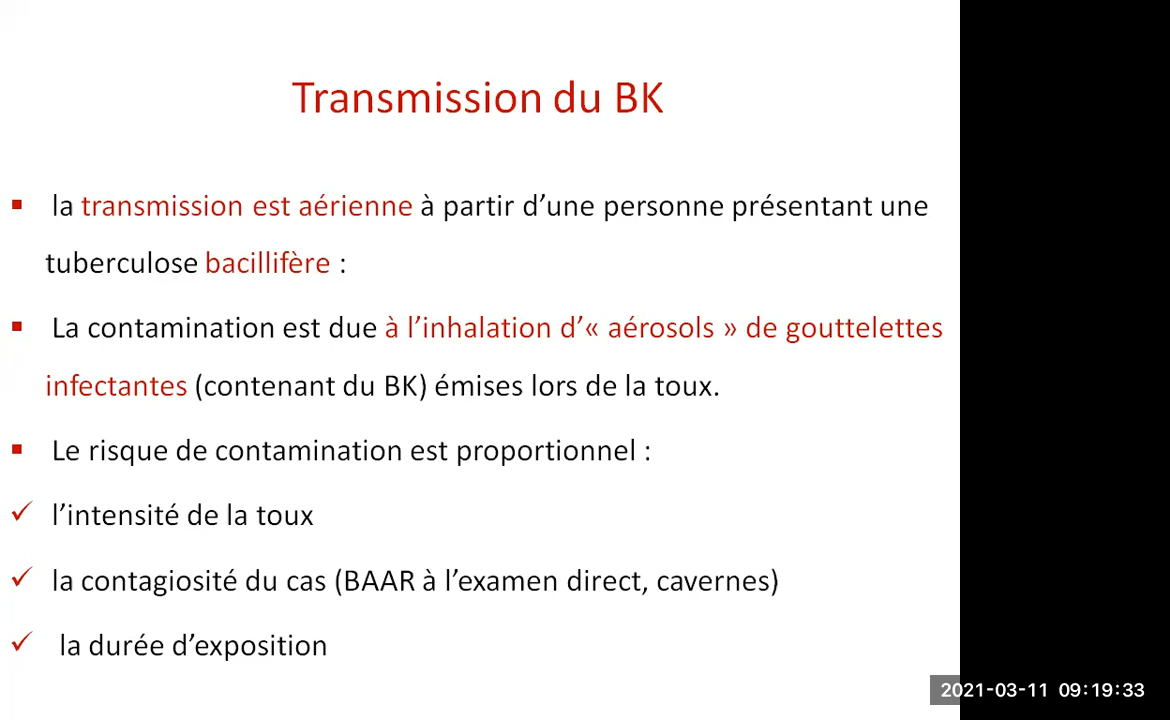 Transmission du BK
la transmission est aérienne à partir d’une personne présentant une
tuberculose bacillifère :
La contamination est due à l’inhalation d’« aérosols » de gouttelettes
infectantes (contenant du BK) émises lors de la toux.
Le risque de contamination est proportionnel :
l’intensité de la toux
la contagiosité du cas (BAAR à l’examen direct, cavernes)
la durée d’exposition
2021-03-11 09:19:33